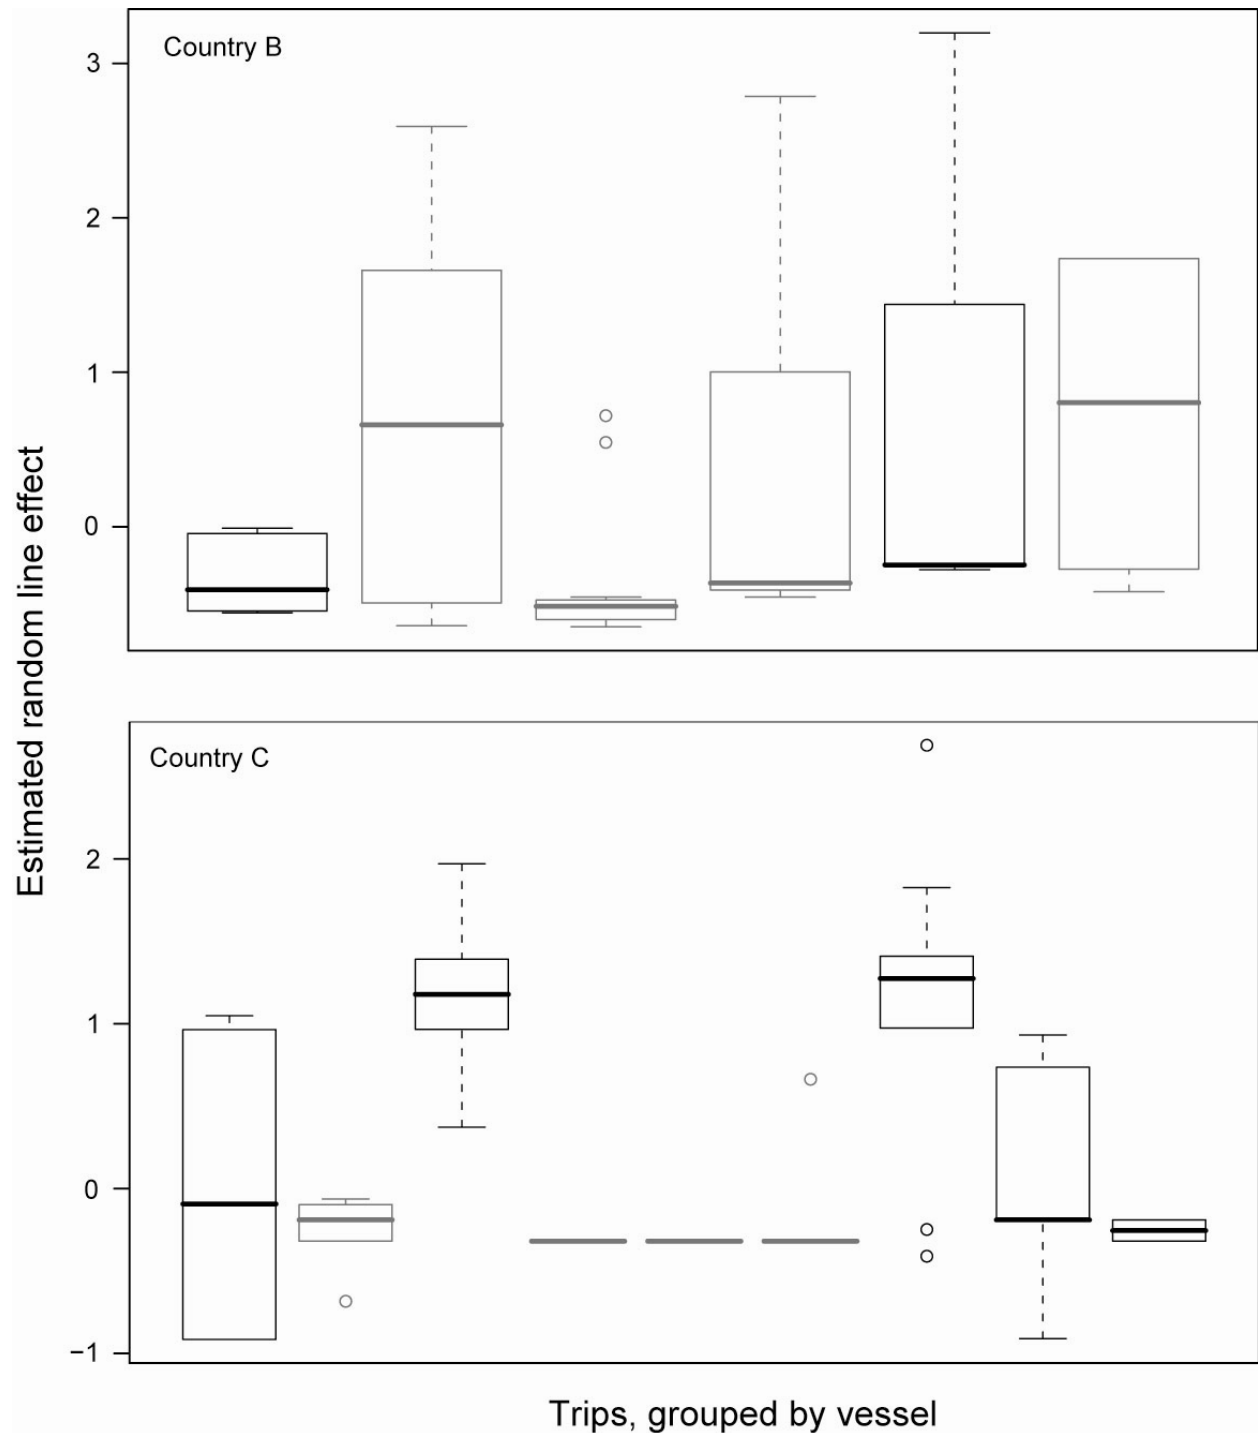 Country B
3
2
1
0
Estimated random line effect
Country C
2
1
0
−1
Trips, grouped by vessel